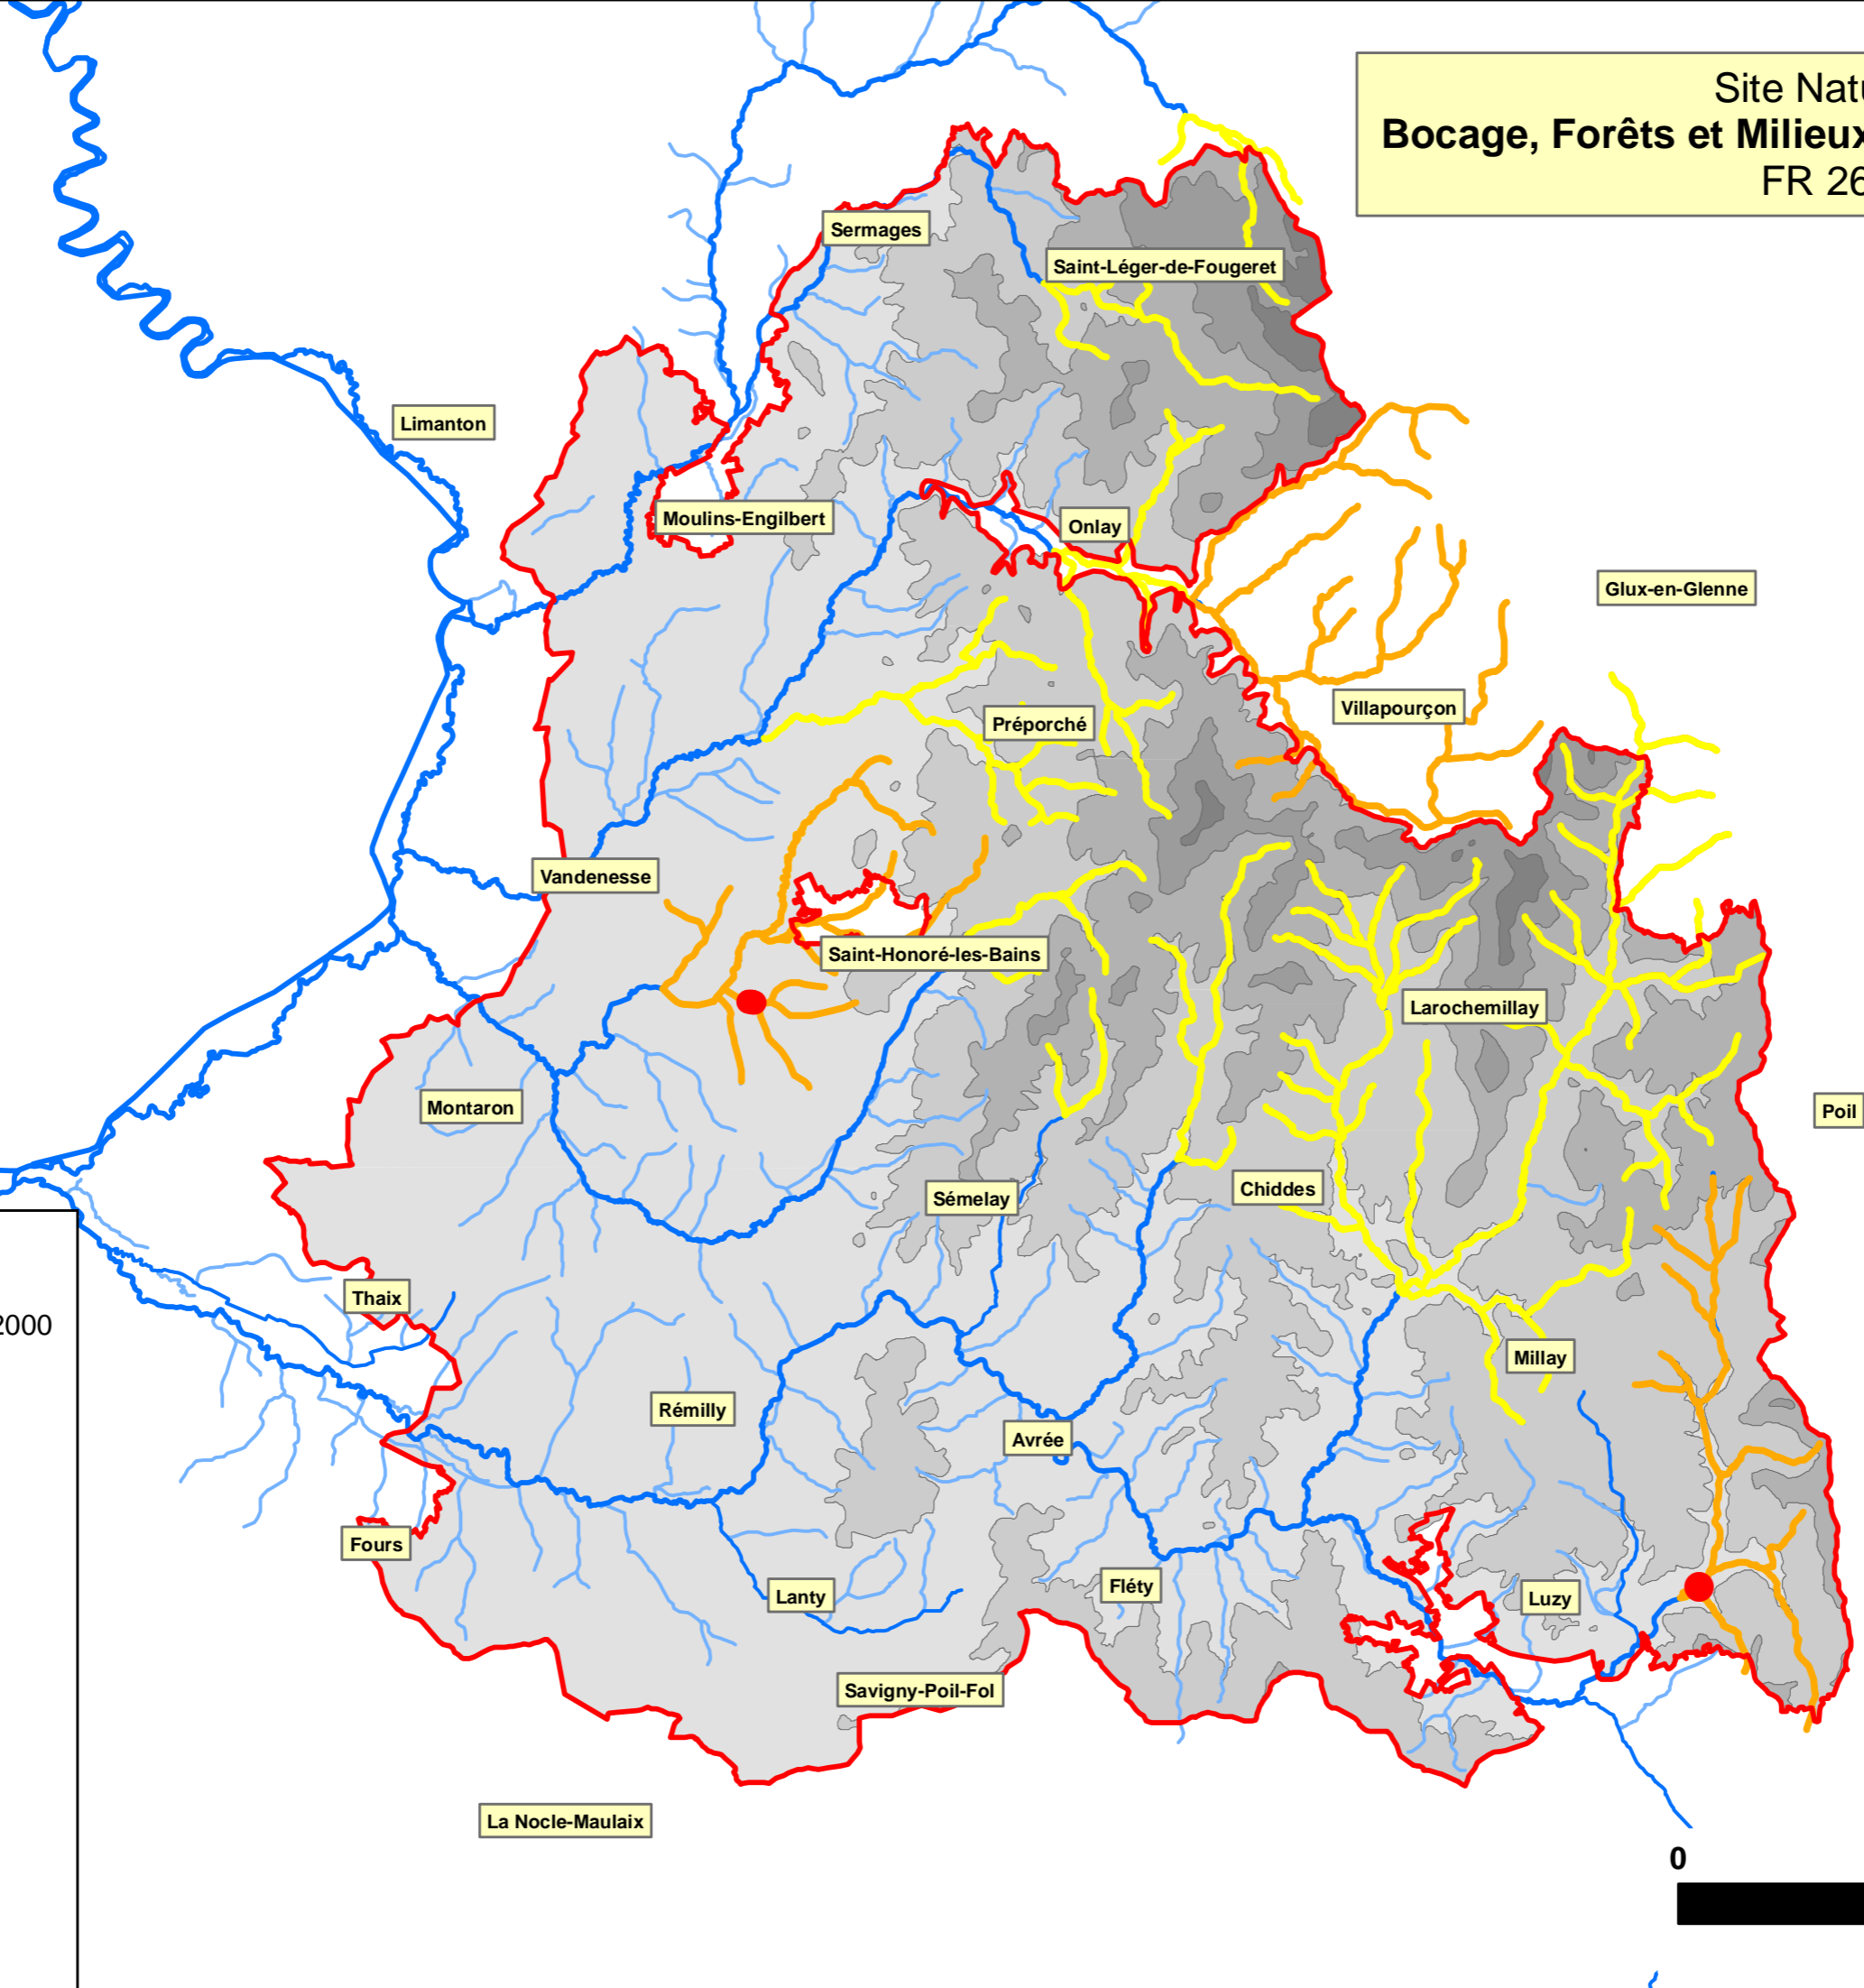 Site Natu
Bocage, Forêts et Milieux
FR 26
Sermages
Saint-Léger-de-Fougeret
Limanton
Moulins-Engilbert
Onlay
Glux-en-Glenne
Villapourçon
Préporché
Vandenesse
Saint-Honoré-les-Bains
Larochemillay
Montaron
Poil
Sémelay
Chiddes
Thaix
2000
Millay
Rémilly
Avrée
Fours
Lanty
Fléty
Luzy
Savigny-Poil-Fol
La Nocle-Maulaix
0